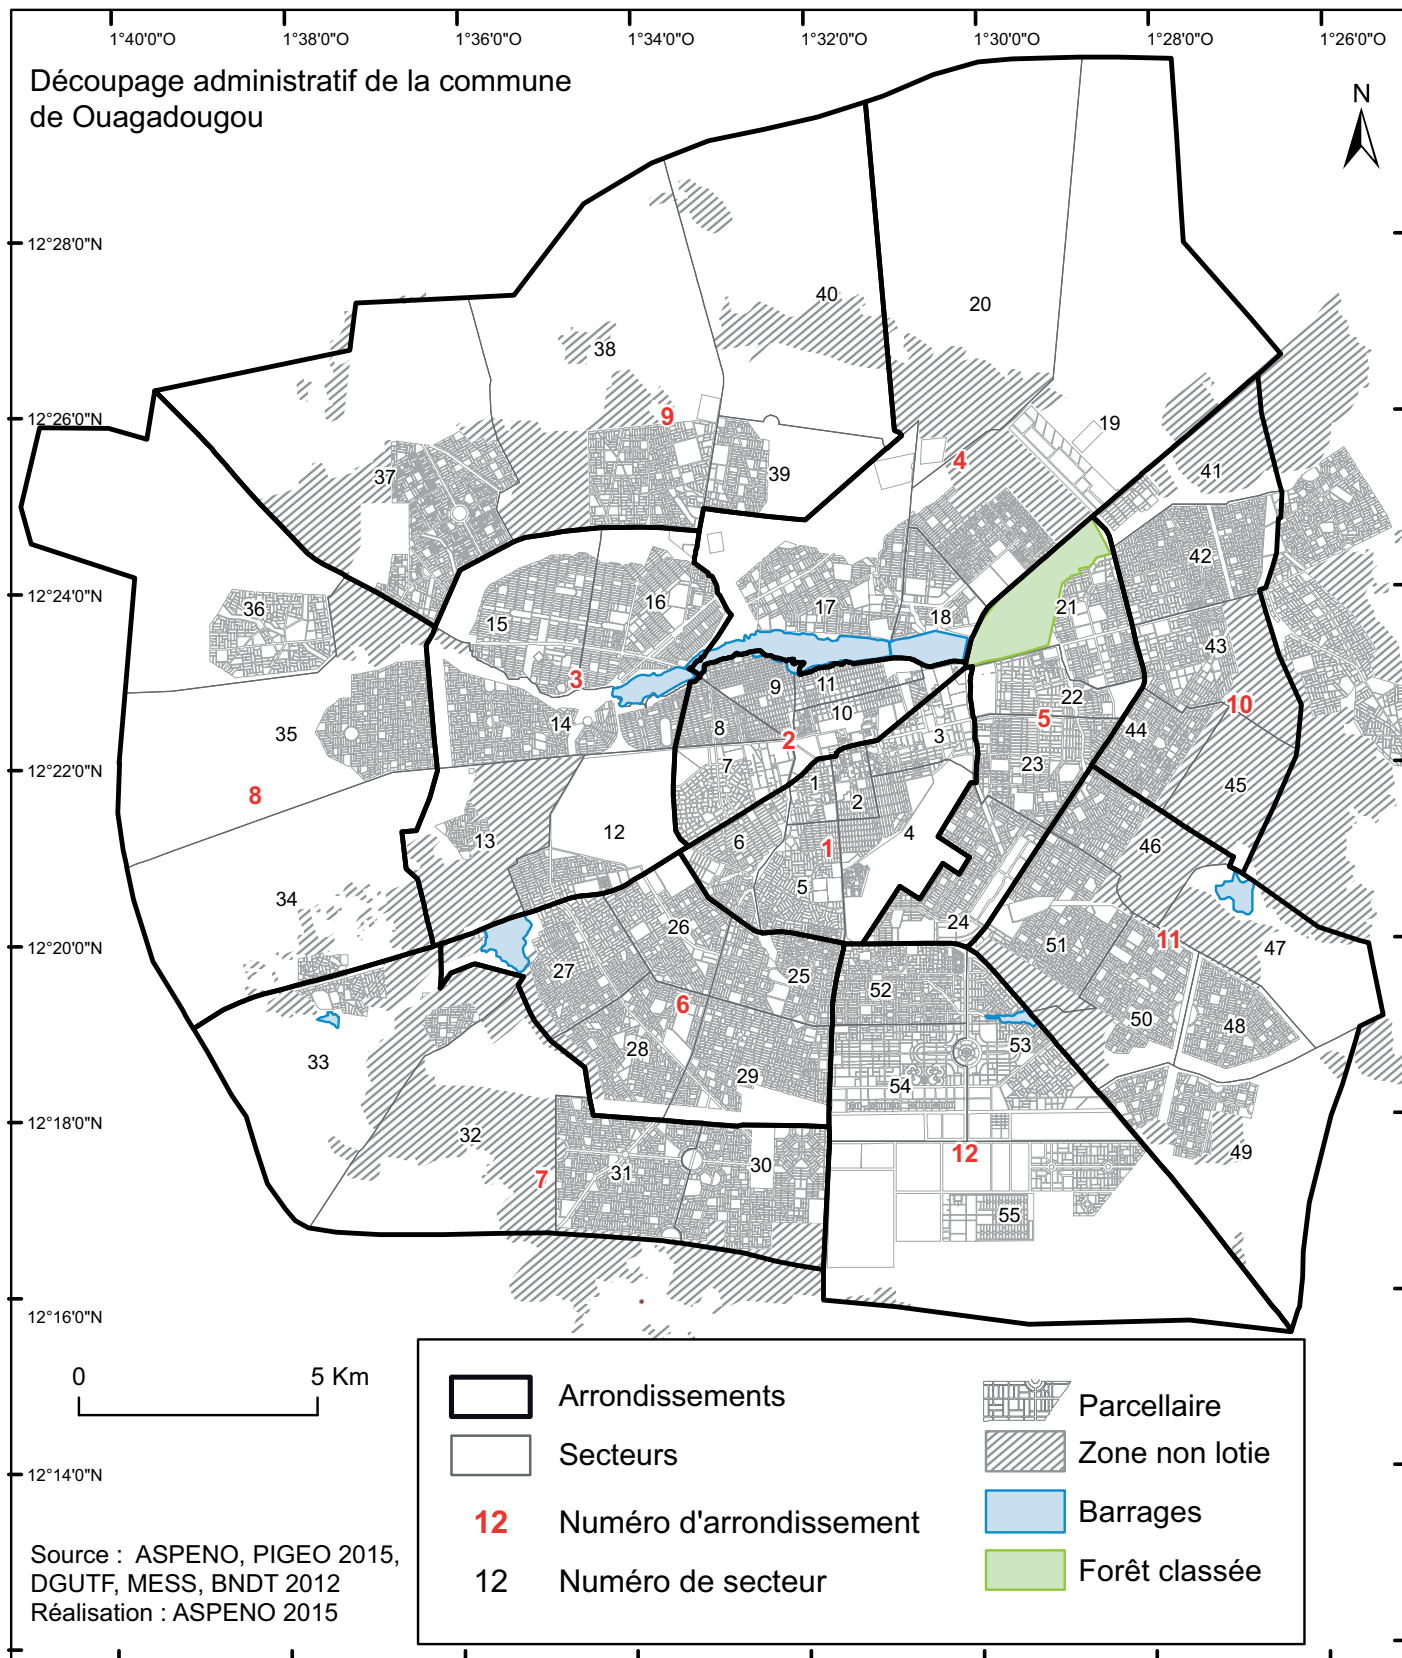 1°40'0"O 1°38'0"O 1°36'0"O 1°34'0"O 1°32'0"O 1°30'0"O 1°28'0"O 1°26'0"O
Découpage administratif de la commune
de Ouagadougou
N
12°28'0"N
40
20
38
12°26'0"N
9
19
4
41
37
39
42
12°24'0"N
36
16
17
21
15
18
43
3
9
11
22
10
35
14
8
10
5
2
3
44
12°22'0"N
7
23
8
1
45
2
13
12
6
4
46
1
5
34
26
24
12°20'0"N
11
47
51
27
25
52
6
50
48
33
28
53
29
54
12°18'0"N
32
49
7
31
30
12
55
12°16'0"N
0 5 Km
12°14'0"N
Arrondissements
Secteurs
12 Numéro d'arrondissement
12 Numéro de secteur
Parcellaire
Zone non lotie
Barrages
Forêt classée
Source : ASPENO, PIGEO 2015,
DGUTF, MESS, BNDT 2012
Réalisation : ASPENO 2015